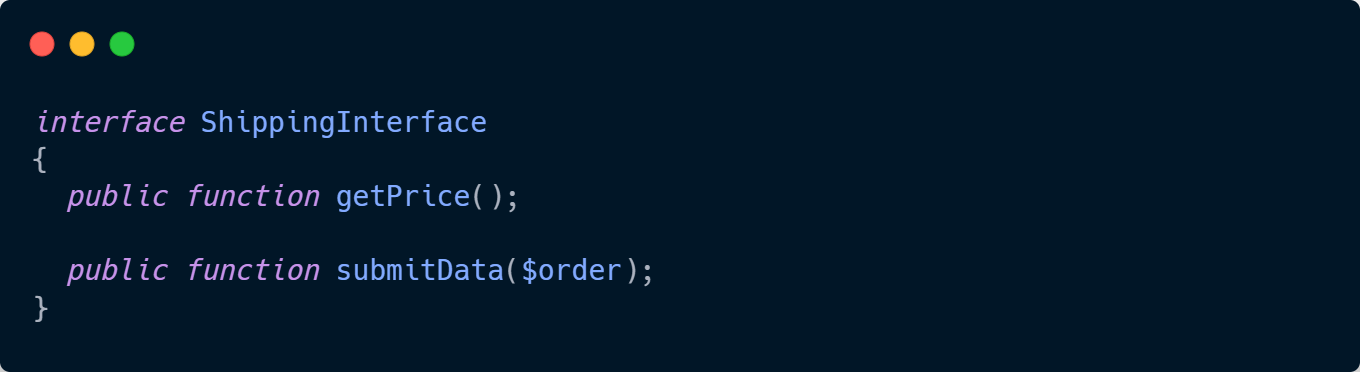 interface ShippingInterface
{
  public function getPrice();

  public function submitData($order);
}